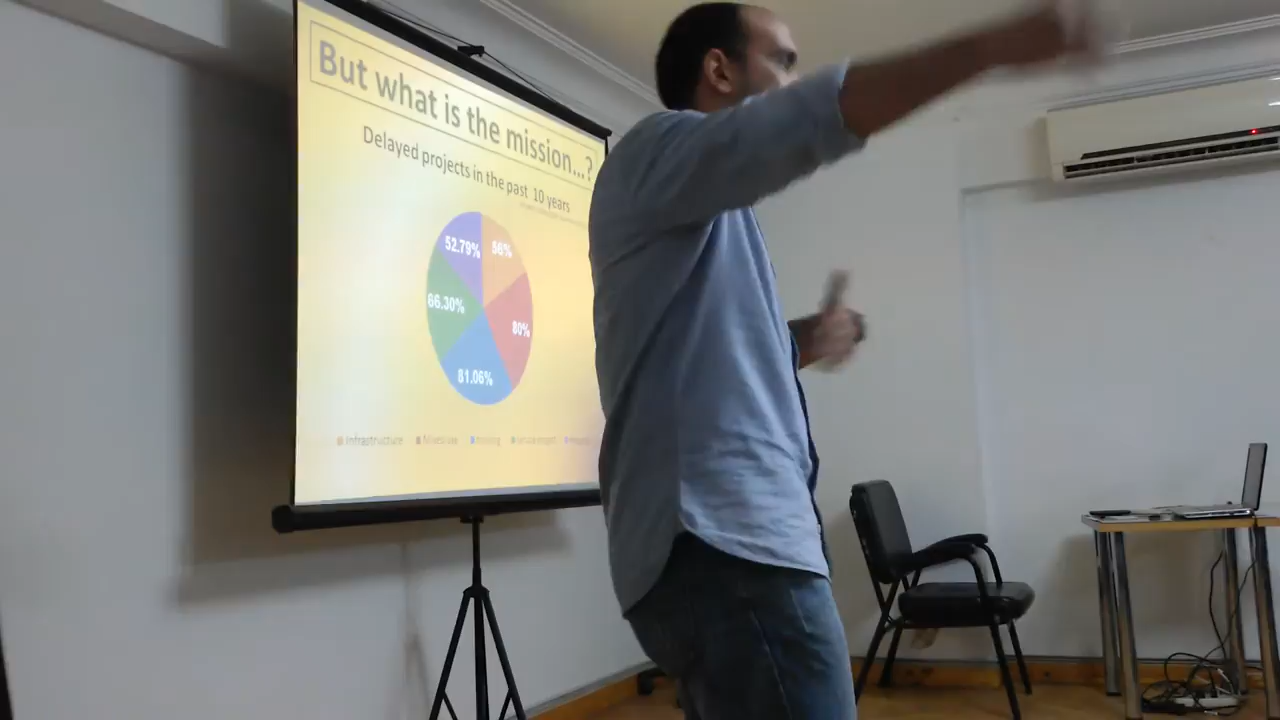 But what is the mission...?
Delayed projects in the past 10 years
52.79%
56%
66.30%
80%
81.06%
Infrastructure